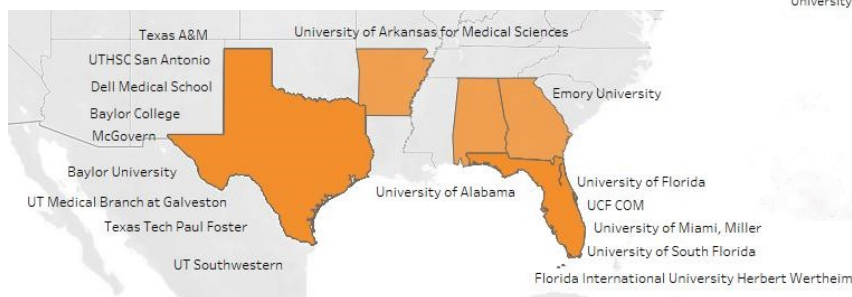 University
Texas A&M
University of Arkansas for Medical Sciences
UTHSC San Antonio
Dell Medical School
Baylor College
McGovern
Baylor University
UT Medical Branch at Galveston
Texas Tech Paul Foster
UT Southwestern
Emory University
University of Alabama
University of Florida
UCF COM
University of Miami, Miller
University of South Florida
Florida International University Herbert Wertheim